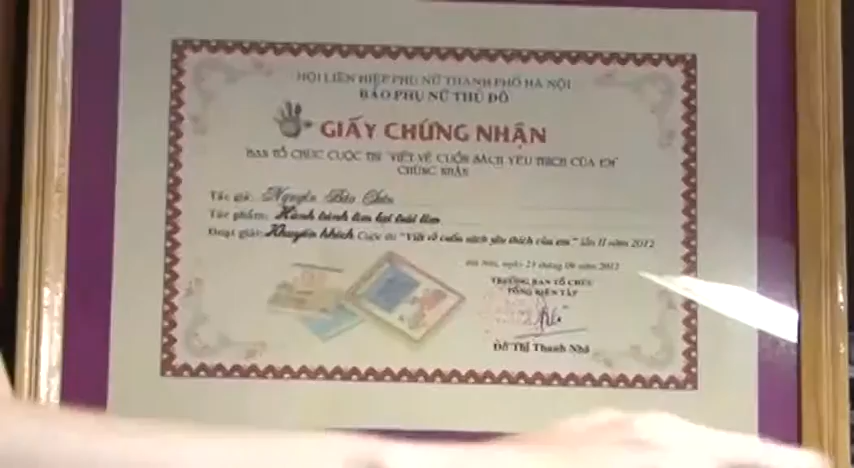 HỘI LIÊN HIỆP PHỤ NỮ THÀNH PHỐ HÀ NỘI
BÁO PHỤ NỮ THỦ ĐÔ
GIẤY CHỨNG NHẬN
BAN TỔ CHỨC CUỘC THI "VIẾT VỀ CUỐN SÁCH YÊU THÍCH CỦA EM"
CHỨNG NHẬN
Tác giả: Nguyễn Bảo
Tác phẩm: Hành trình tìm lại trái tim
Đoạt giải: Khuyến khích Cuộc thi "Viết về cuốn sách yêu thích của em" lần II năm 2012
Hà Nội, ngày 21 tháng 09 năm 2012
TRƯỞNG BAN TỔ CHỨC
TỔNG BIÊN TẬP
Đỗ Thị Thanh Nhã